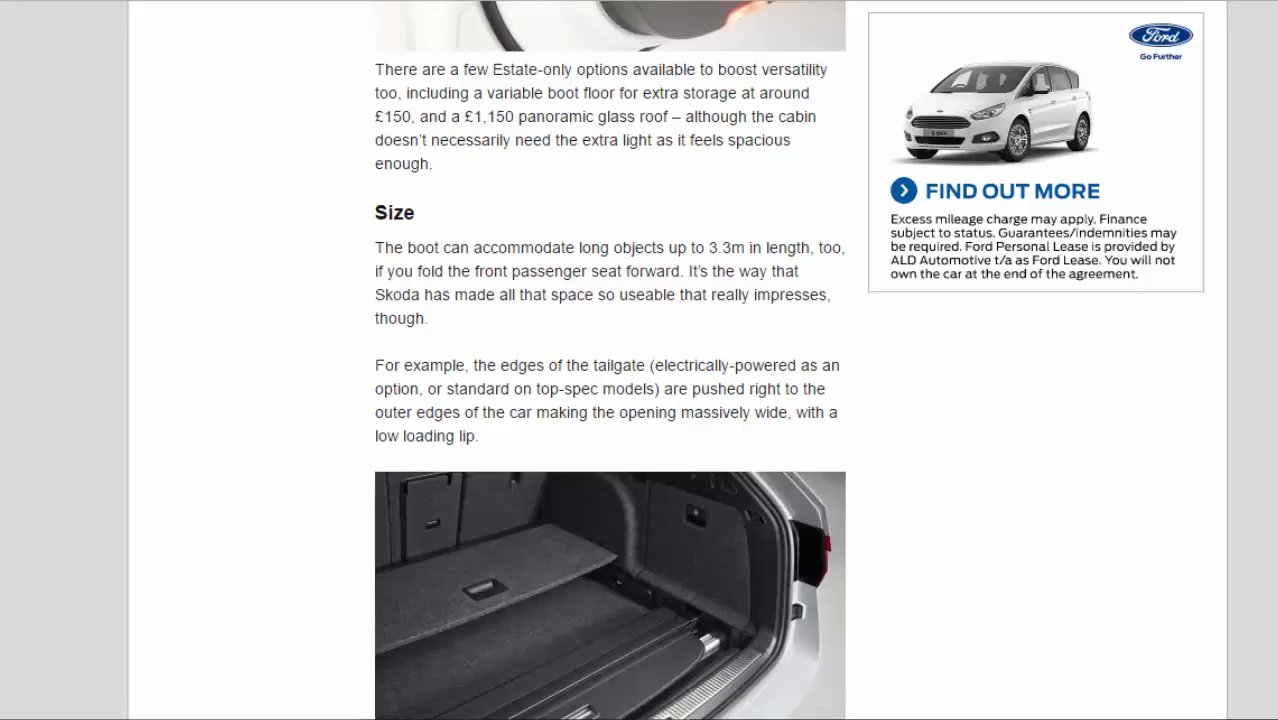 There are a few Estate-only options available to boost versatility
too, including a variable boot floor for extra storage at around
£150, and a £1,150 panoramic glass roof – although the cabin
doesn't necessarily need the extra light as it feels spacious
enough.
Size
The boot can accommodate long objects up to 3.3m in length, too,
if you fold the front passenger seat forward. It's the way that
Skoda has made all that space so useable that really impresses,
though.
For example, the edges of the tailgate (electrically-powered as an
option, or standard on top-spec models) are pushed right to the
outer edges of the car making the opening massively wide, with a
low loading lip.
Ford
Go Further
S-MAX
FIND OUT MORE
Excess mileage charge may apply. Finance
subject to status. Guarantees/indemnities may
be required. Ford Personal Lease is provided by
ALD Automotive t/a as Ford Lease. You will not
own the car at the end of the agreement.